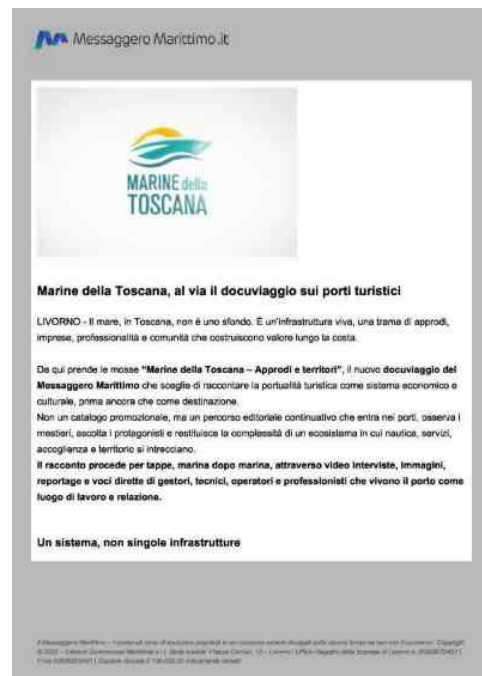 Messaggero Marittimo.it
MARINE della
TOSCANA
Marine della Toscana, al via il docuviaggio sui porti turistici
LIVORNO - Il mare, in Toscana, non è uno sfondo. È un'infrastruttura viva, una trama di approdi,
imprese, professionalità e comunità che costruiscono valore lungo la costa.
Da qui prende le mosse "Marine della Toscana – Approdi e territori", il nuovo docuviaggio del
Messaggero Marittimo che sceglie di raccontare la portualità turistica come sistema economico e
culturale, prima ancora che come destinazione.
Non un catalogo promozionale, ma un percorso editoriale continuativo che entra nei porti, osserva i
mestieri, ascolta i protagonisti e restituisce la complessità di un ecosistema in cui nautica, servizi,
accoglienza e territorio si intrecciano.
Il racconto procede per tappe, marina dopo marina, attraverso video interviste, immagini,
reportage e voci dirette di gestori, tecnici, operatori e professionisti che vivono il porto come
luogo di lavoro e relazione.
Un sistema, non singole infrastrutture